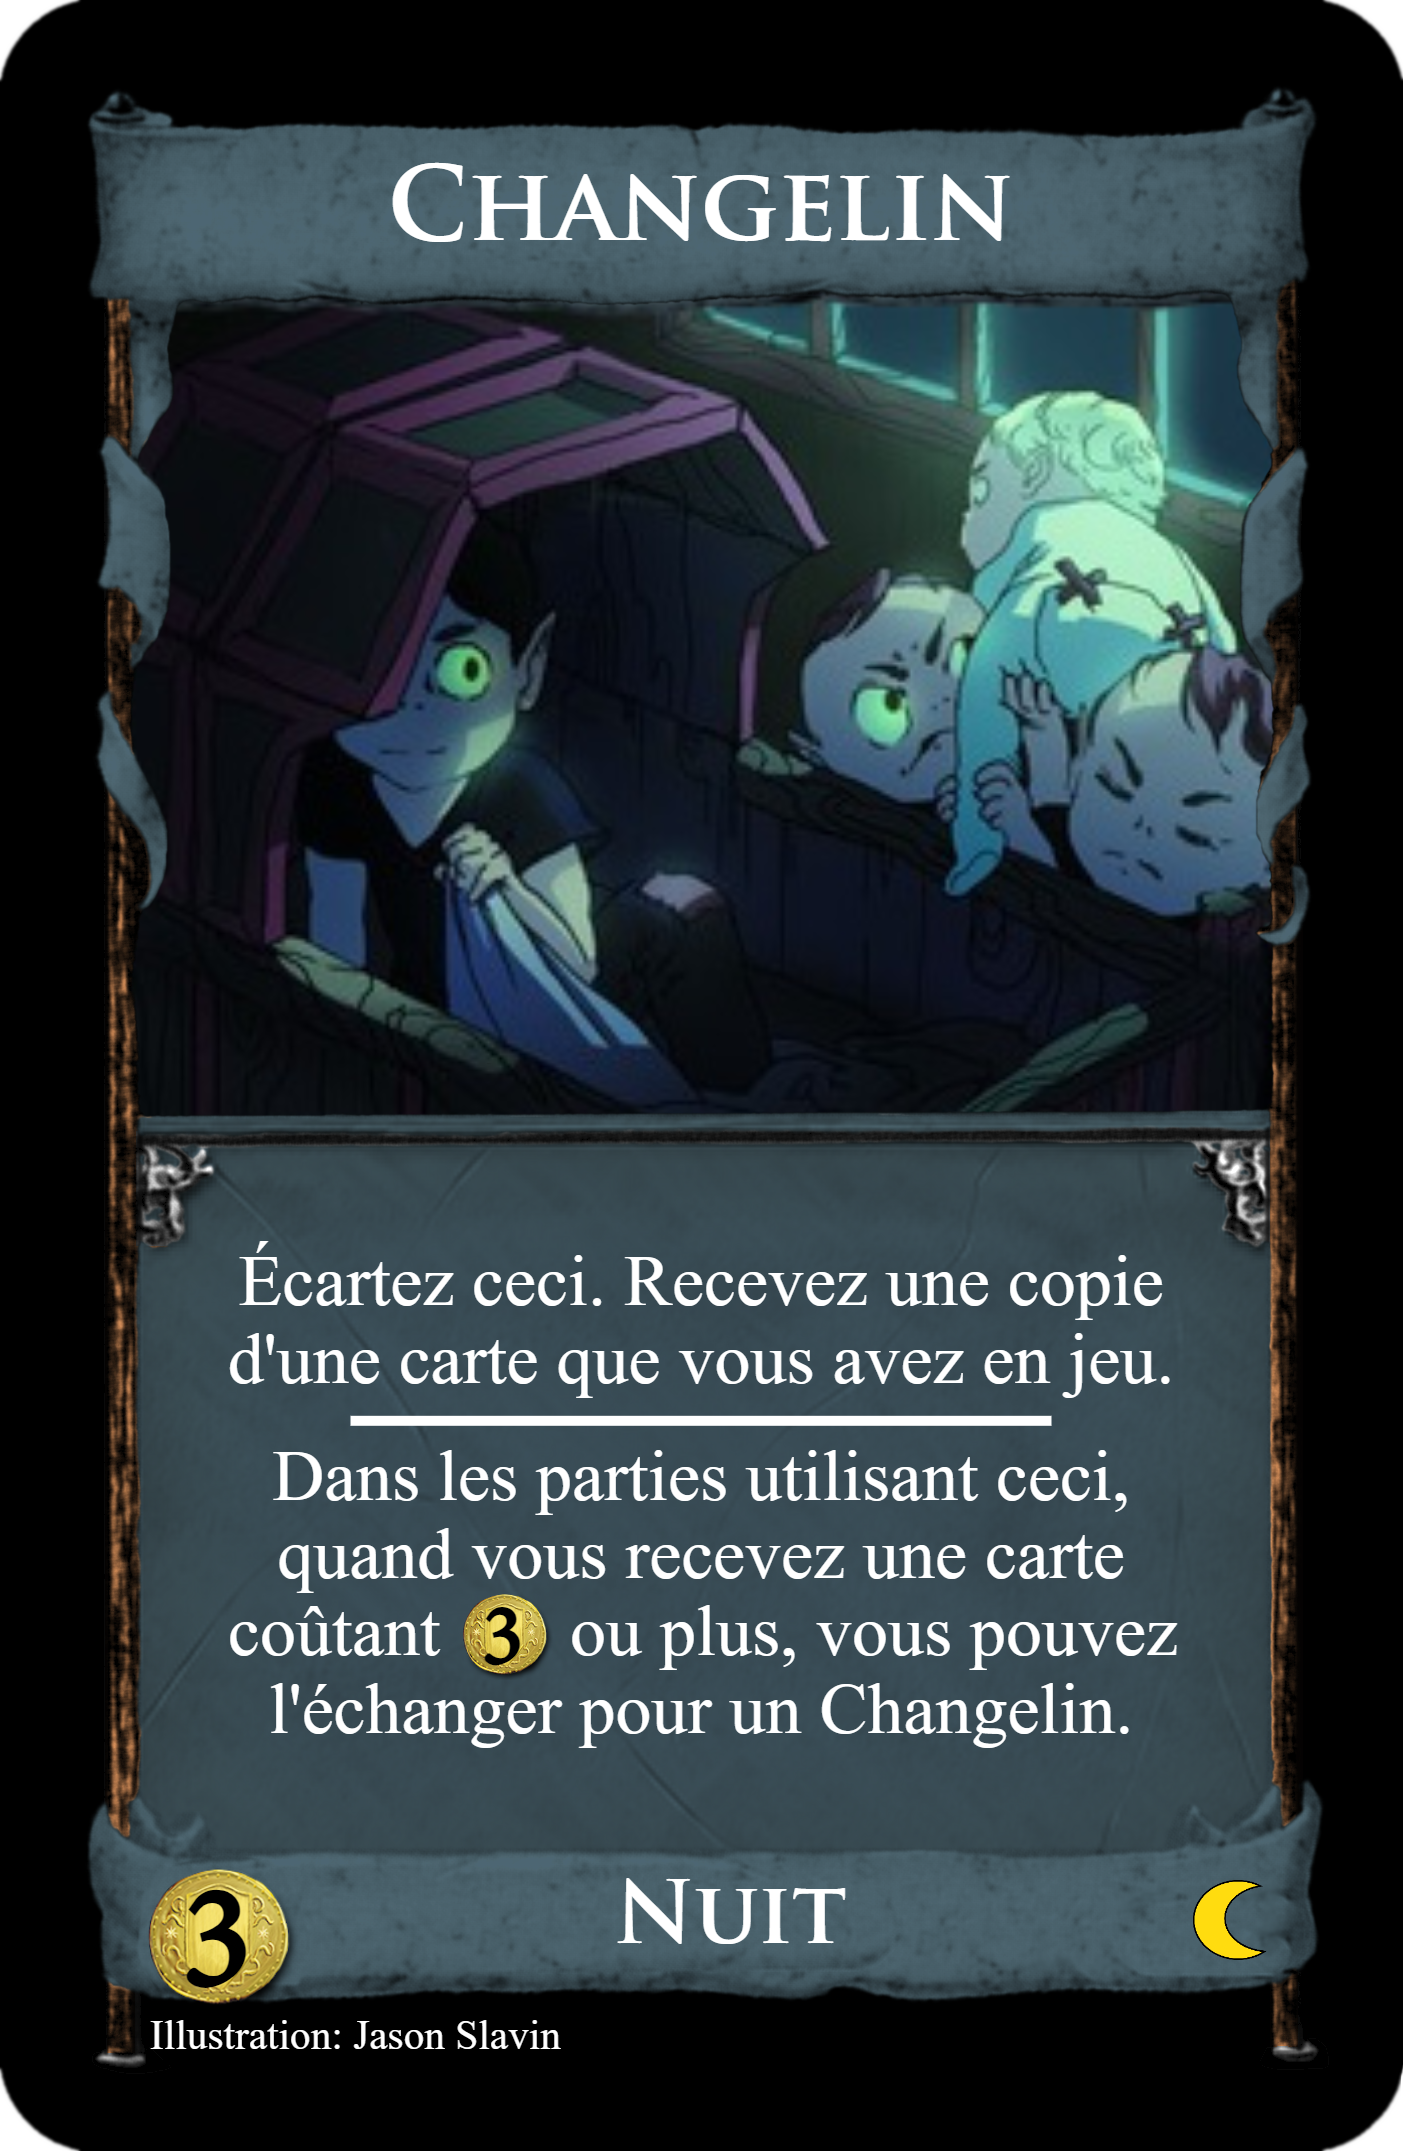 Changelin
Écartez ceci. Recevez une copie
d'une carte que vous avez en jeu.
Dans les parties utilisant ceci,
quand vous recevez une carte
coûtant 3 ou plus, vous pouvez
l'échanger pour un Changelin.
3 Nuit
Illustration: Jason Slavin